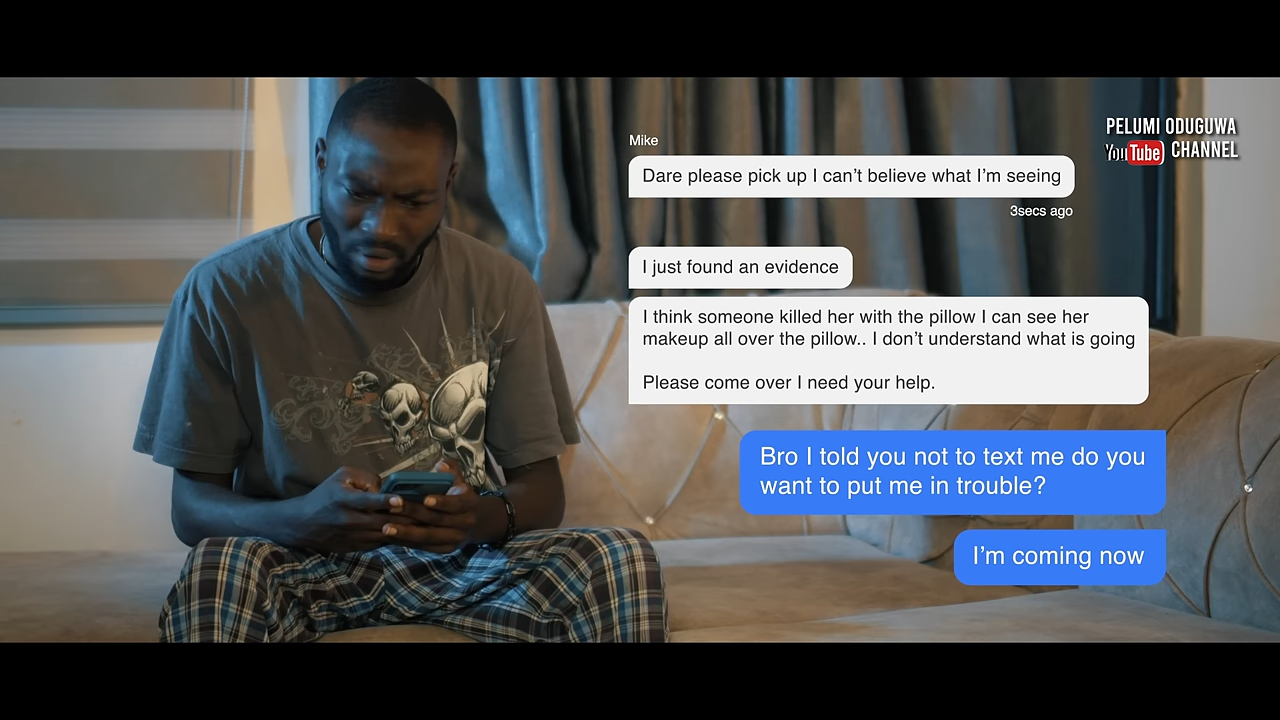 PELUMI ODUGUWA
YouTube CHANNEL
Mike
Dare please pick up I can't believe what I'm seeing
3secs ago
I just found an evidence
I think someone killed her with the pillow I can see her
makeup all over the pillow.. I don't understand what is going
Please come over I need your help.
Bro I told you not to text me do you
want to put me in trouble?
I'm coming now